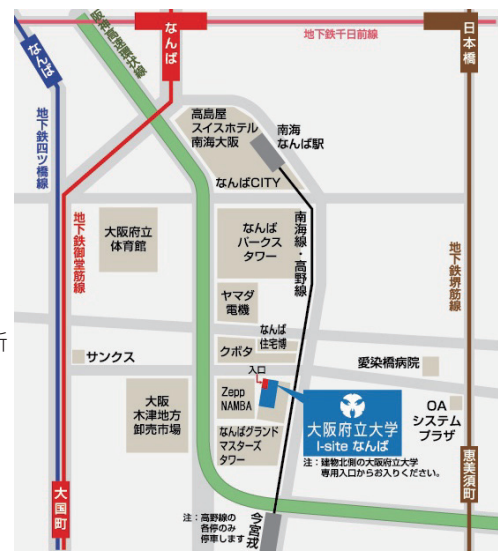 阪神高速環状線
なんば
なんば
地下鉄千日前線
日本橋
地下鉄四ツ橋線
高島屋
スイスホテル
南海大阪
南海
なんば駅
なんばCITY
地下鉄御堂筋線
大阪府立
体育館
なんば
パークス
タワー
南海線・高野線
地下鉄堺筋線
ヤマダ
電機
なんば
住宅博
クボタ
所
サンクス
愛染橋病院
入口
大阪
木津地方
卸売市場
Zepp
NAMBA
大阪府立大学
I-site なんば
OA
システム
プラザ
なんばグランド
マスターズ
タワー
注：建物北側の大阪府立大学
専用入口からお入りください。
恵美須町
大国町
注：高野線の
各停のみ
停車します
今宮戎